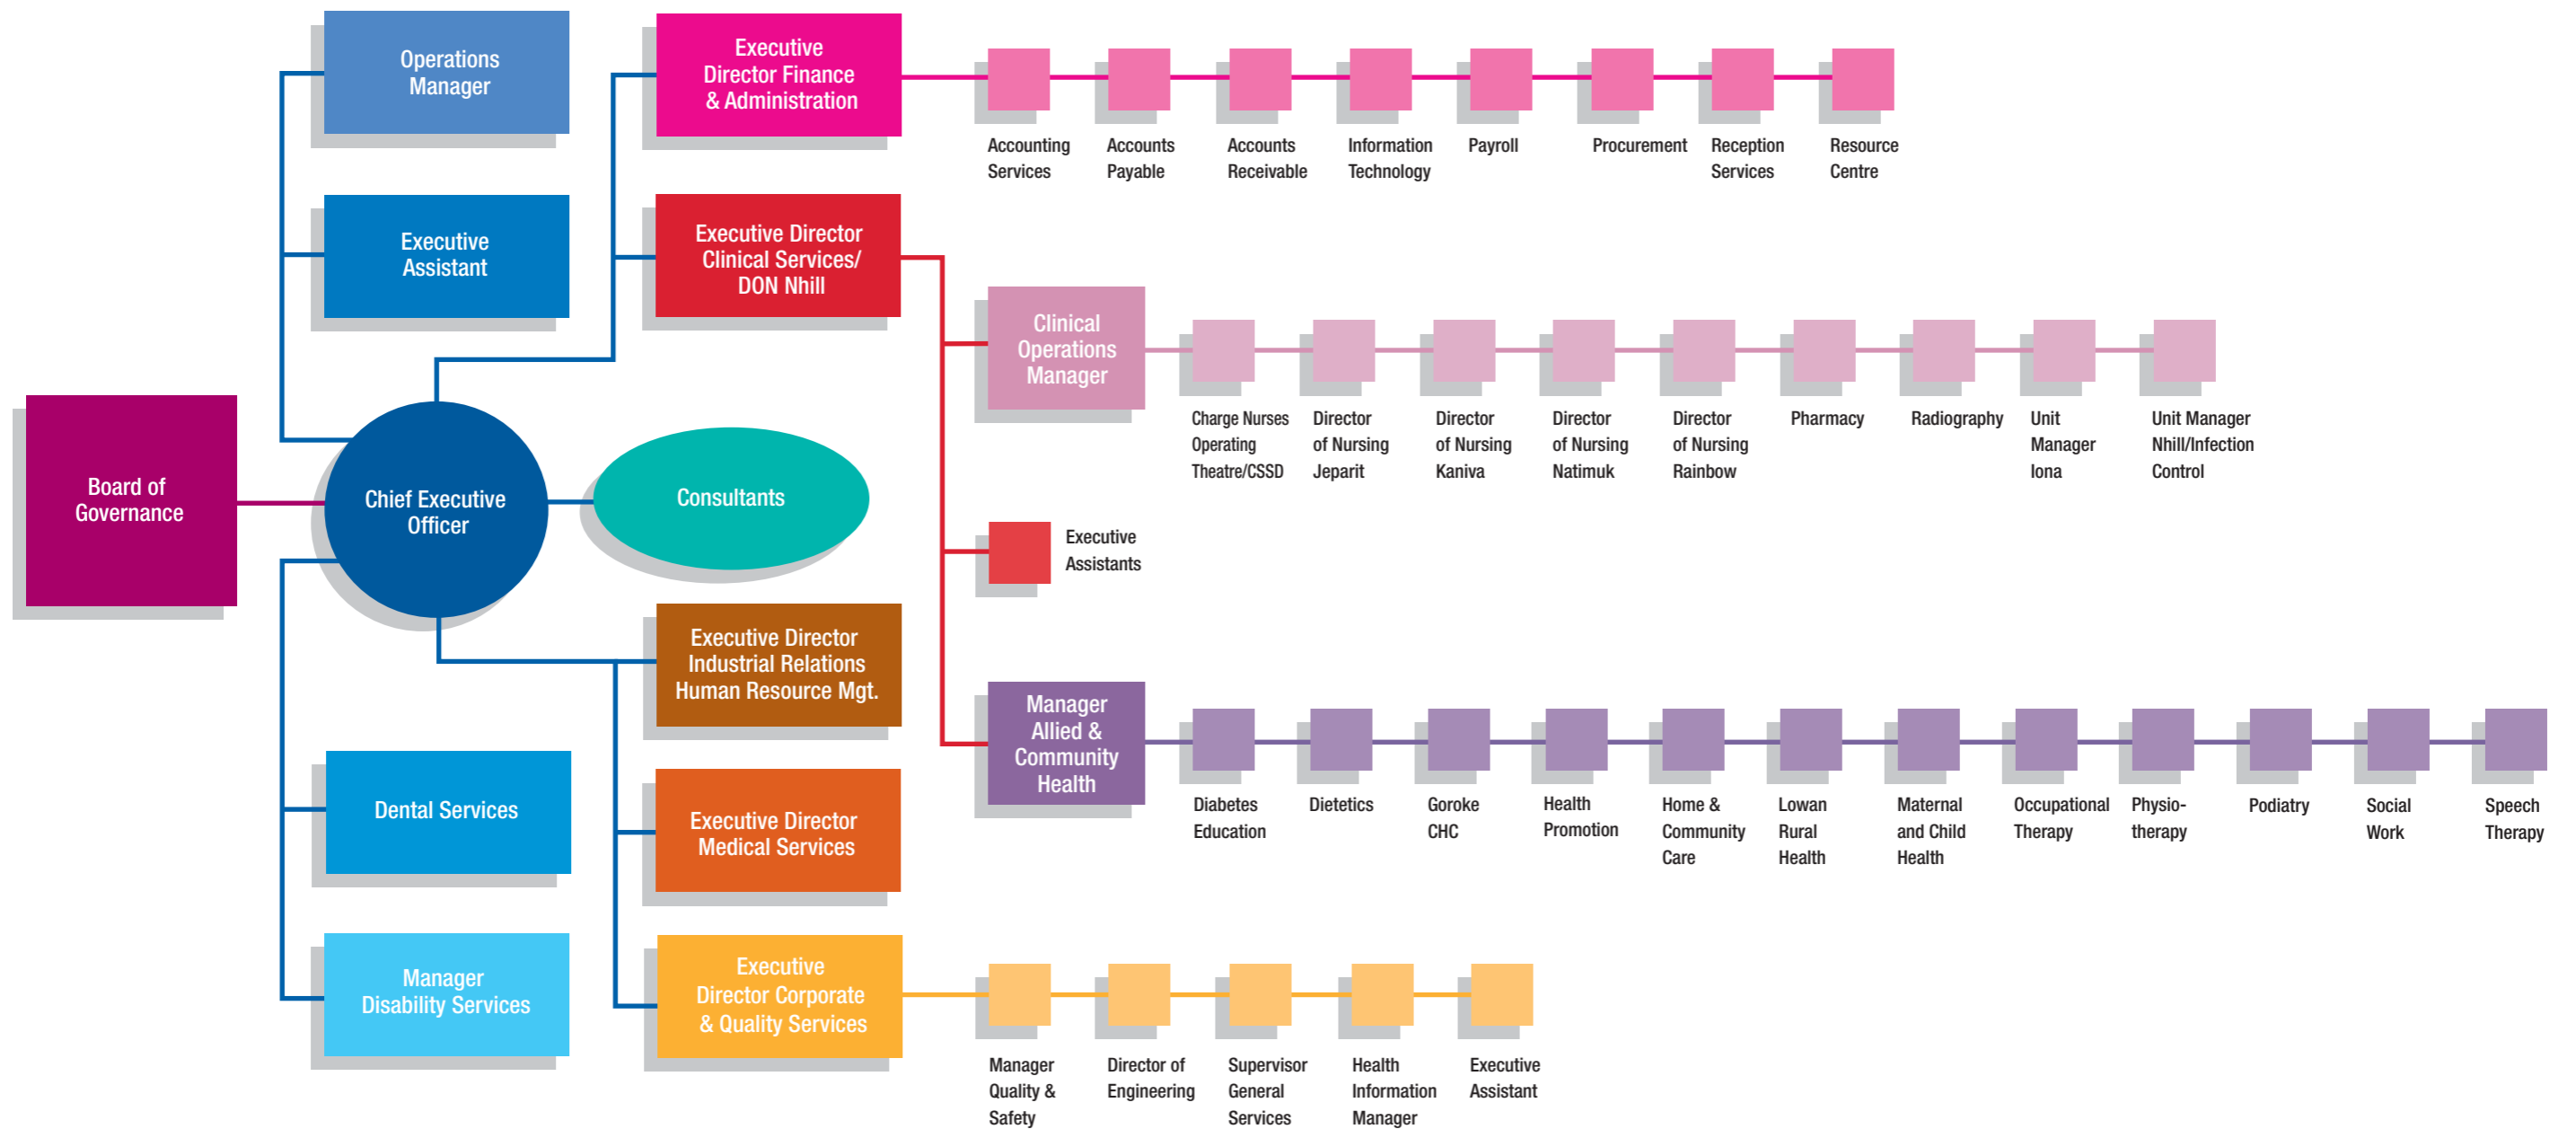 Operations
Manager
Executive
Director Finance
& Administration
Accounting
Services
Accounts
Payable
Accounts
Receivable
Information
Technology
Payroll
Procurement
Reception
Services
Resource
Centre
Executive
Assistant
Executive Director
Clinical Services/
DON Nhill
Clinical
Operations
Manager
Charge Nurses
Operating
Theatre/CSSD
Director
of Nursing
Jeparit
Director
of Nursing
Kaniva
Director
of Nursing
Natimuk
Director
of Nursing
Rainbow
Pharmacy
Radiography
Unit
Manager
Iona
Unit Manager
Nhill/Infection
Control
Board of
Governance
Chief Executive
Officer
Consultants
Executive
Assistants
Executive Director
Industrial Relations
Human Resource Mgt.
Manager
Allied &
Community
Health
Diabetes
Education
Dietetics
Goroke
CHC
Health
Promotion
Home &
Community
Care
Lowan
Rural
Health
Maternal
and Child
Health
Occupational
Therapy
Physio-
therapy
Podiatry
Social
Work
Speech
Therapy
Dental Services
Executive Director
Medical Services
Manager
Disability Services
Executive
Director Corporate
& Quality Services
Manager
Quality &
Safety
Director of
Engineering
Supervisor
General
Services
Health
Information
Manager
Executive
Assistant